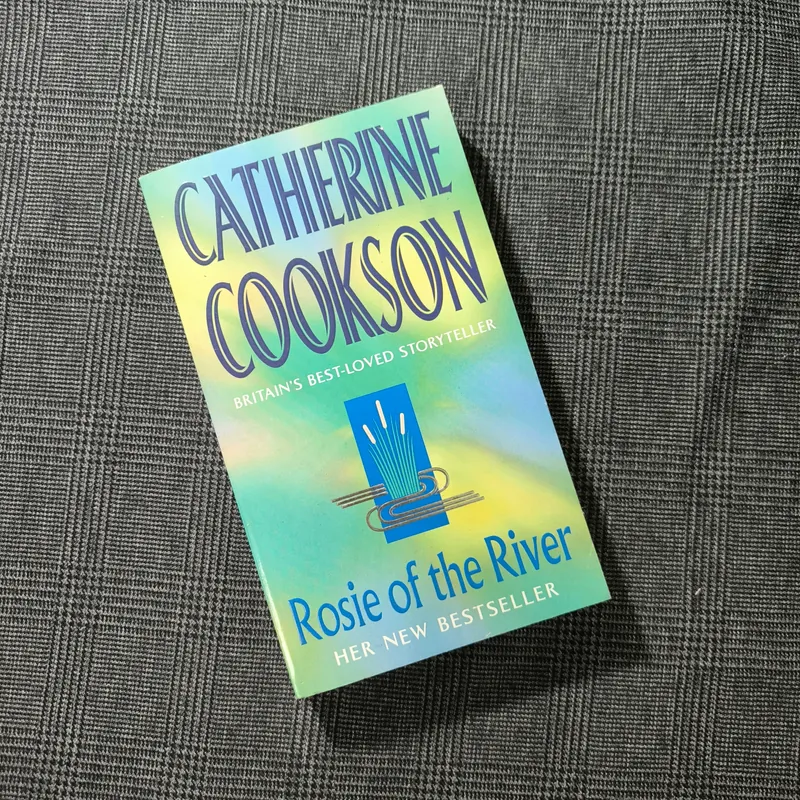 CATHERINE
COOKSON
BRITAIN'S BEST-LOVED STORYTELLER
Rosie of the River
HER NEW BESTSELLER